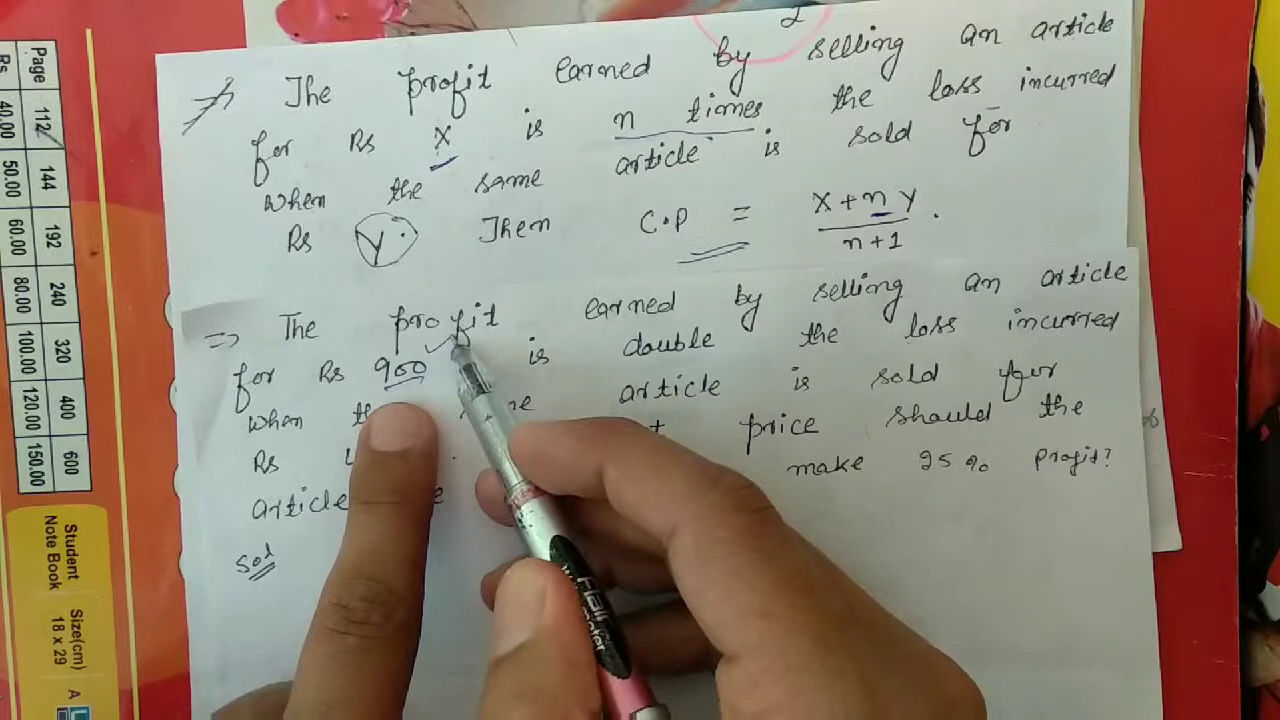 2
The profit earned by selling an article
for Rs X is n times the loss incurred
when the same article is sold for
Rs Y. Then C.P = X + n Y / n + 1 .
=> The profit earned by selling an article
for Rs 900 is double the loss incurred
when article is sold for
Rs price should the
article make 25% profit?
Sol
Page 112 144 192 240 320 400 600
Rs 40.00 50.00 60.00 80.00 100.00 120.00 150.00
Student
Note Book
Size(cm)
18 x 29
A
Hair